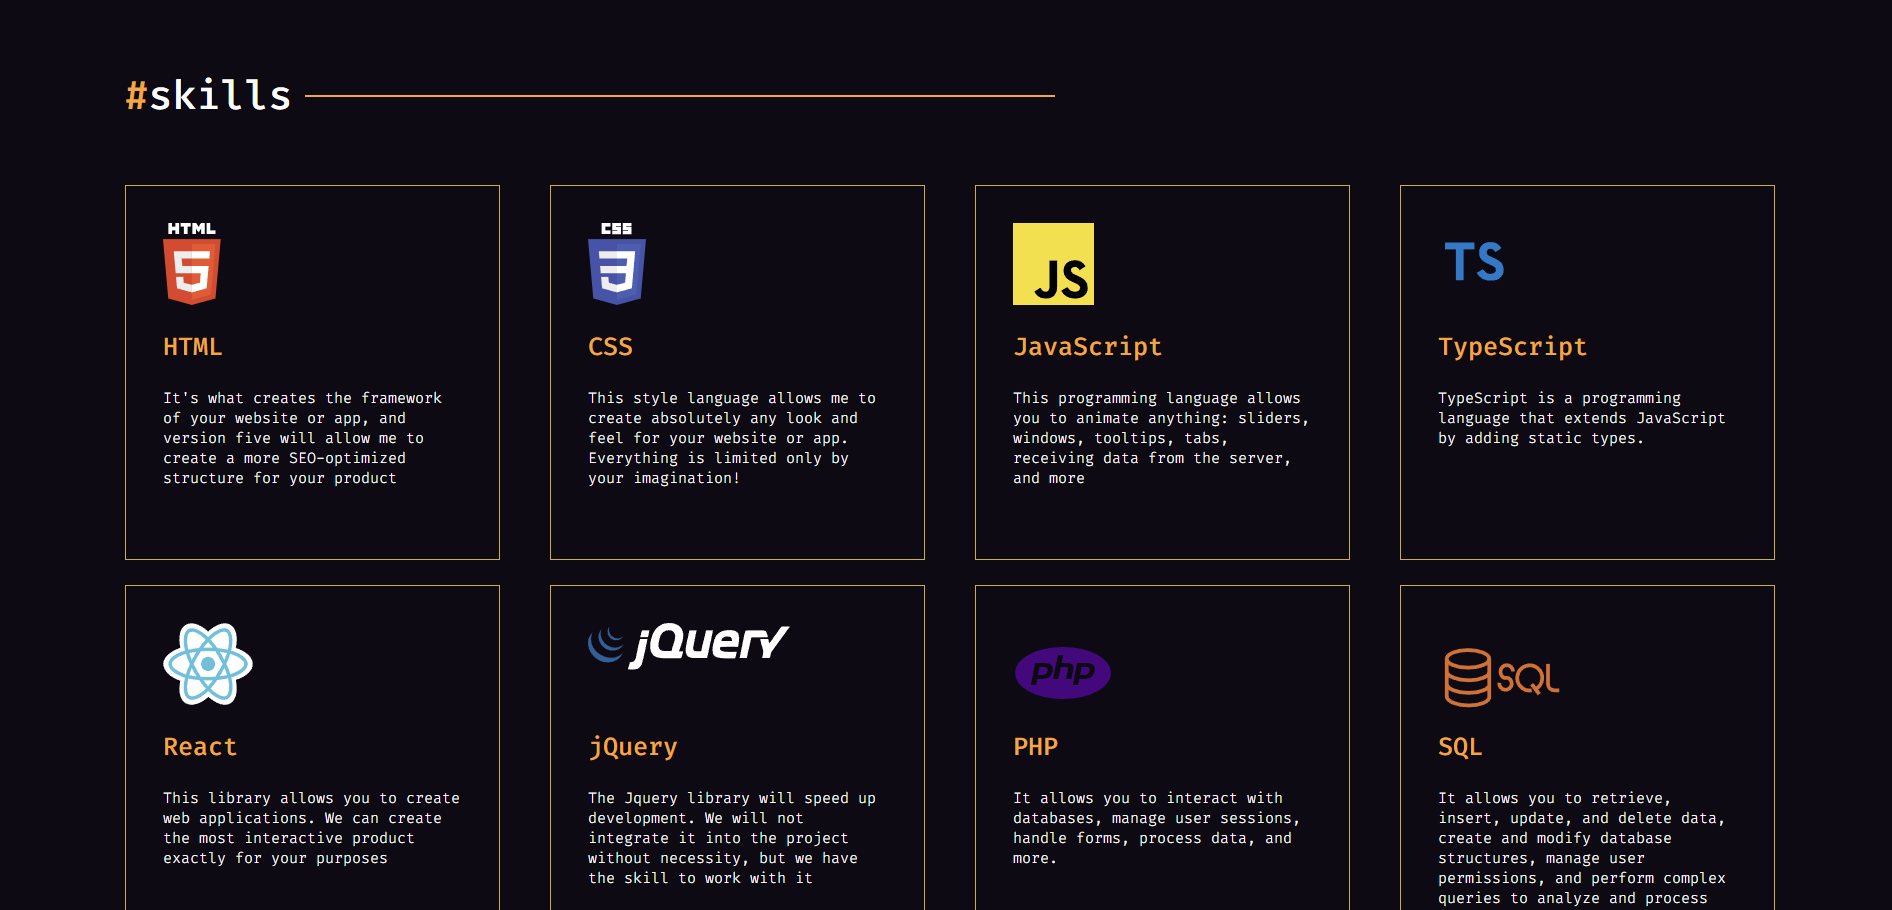 #skills
HTML
5
HTML
It's what creates the framework
of your website or app, and
version five will allow me to
create a more SEO-optimized
structure for your product
CSS
3
CSS
This style language allows me to
create absolutely any look and
feel for your website or app.
Everything is limited only by
your imagination!
JS
JavaScript
This programming language allows
you to animate anything: sliders,
windows, tooltips, tabs,
receiving data from the server,
and more
TS
TypeScript
TypeScript is a programming
language that extends JavaScript
by adding static types.
React
This library allows you to create
web applications. We can create
the most interactive product
exactly for your purposes
jQuery
jQuery
The Jquery library will speed up
development. We will not
integrate it into the project
without necessity, but we have
the skill to work with it
php
PHP
It allows you to interact with
databases, manage user sessions,
handle forms, process data, and
more.
SQL
SQL
It allows you to retrieve,
insert, update, and delete data,
create and modify database
structures, manage user
permissions, and perform complex
queries to analyze and process